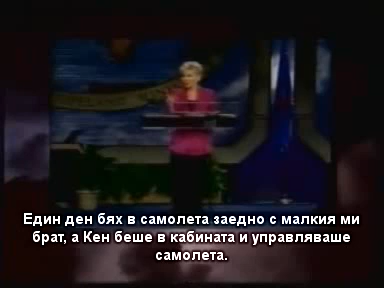 Един ден бях в самолета заедно с малкия ми
брат, а Кен беше в кабината и управляваше
самолета.